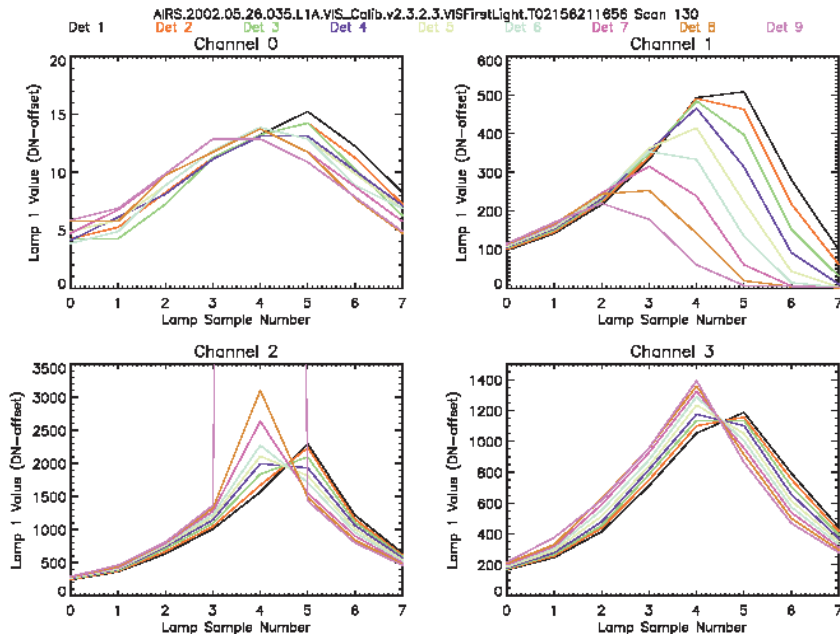 AIRS.2002.05.26.035.L1A.VIS_Calib.v2.3.2.3.VISFirstLight.T02156211656 Scan 130
Det 1 Det 2 Det 3 Det 4 Det 5 Det 6 Det 7 Det 8 Det 9
Channel 0
Lamp 1 Value (DN-offset)
20
15
10
5
0
0 1 2 3 4 5 6 7
Lamp Sample Number
Channel 1
Lamp 1 Value (DN-offset)
600
500
400
300
200
100
0
0 1 2 3 4 5 6 7
Lamp Sample Number
Channel 2
Lamp 1 Value (DN-offset)
3500
3000
2500
2000
1500
1000
500
0
0 1 2 3 4 5 6 7
Lamp Sample Number
Channel 3
Lamp 1 Value (DN-offset)
1400
1200
1000
800
600
400
200
0
0 1 2 3 4 5 6 7
Lamp Sample Number